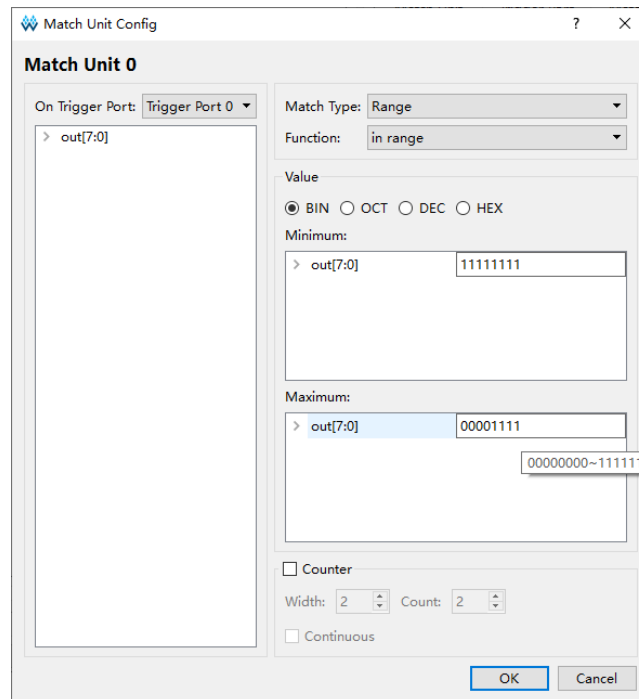 Match Unit Config
Match Unit 0
On Trigger Port: Trigger Port 0
out[7:0]
Match Type: Range
Function: in range
Value
BIN OCT DEC HEX
Minimum:
out[7:0] 11111111
Maximum:
out[7:0] 00001111
00000000~111111
Counter
Width: 2 Count: 2
Continuous
OK Cancel